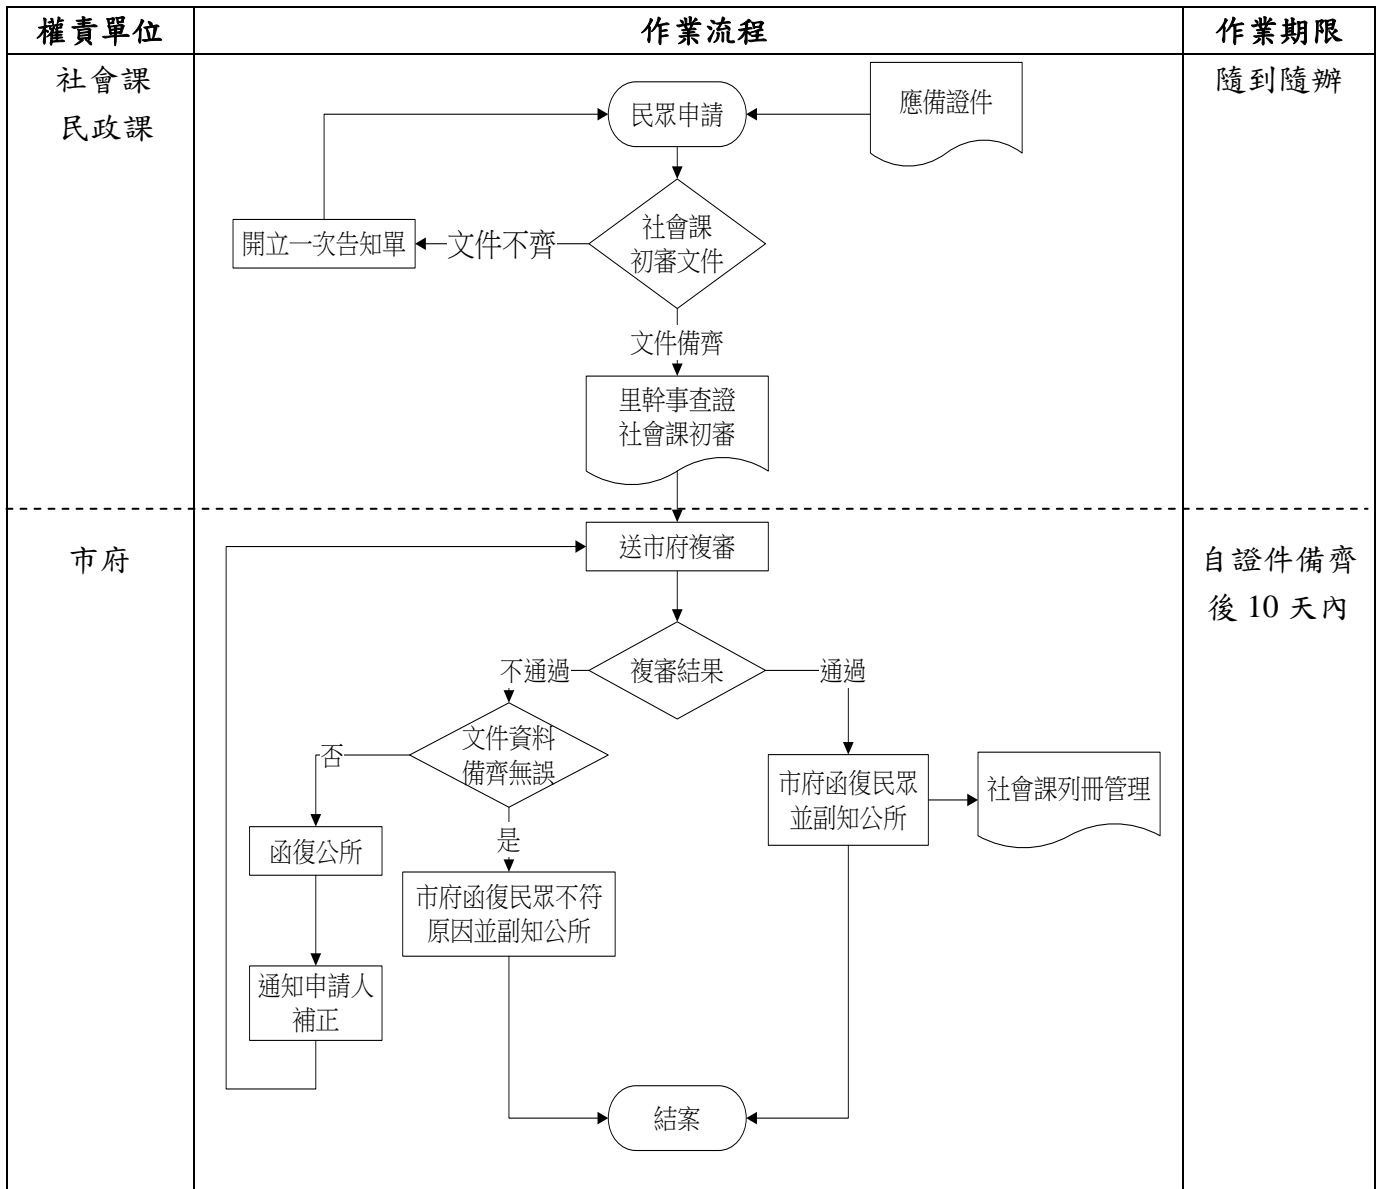 權責單位
作業流程
作業期限
社會課
民政課
隨到隨辦
民眾申請
應備證件
開立一次告知單
文件不齊
社會課
初審文件
文件備齊
里幹事查證
社會課初審
市府
送市府複審
自證件備齊
後 10 天內
不通過
複審結果
通過
否
文件資料
備齊無誤
市府函復民眾
並副知公所
社會課列冊管理
函復公所
是
市府函復民眾不符
原因並副知公所
通知申請人
補正
結案